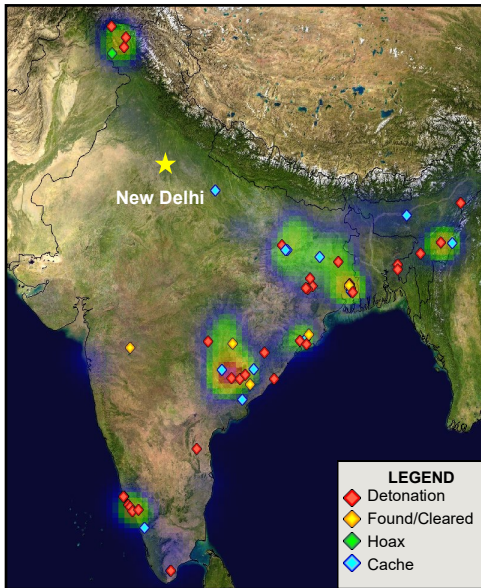 New Delhi
LEGEND
Detonation
Found/Cleared
Hoax
Cache